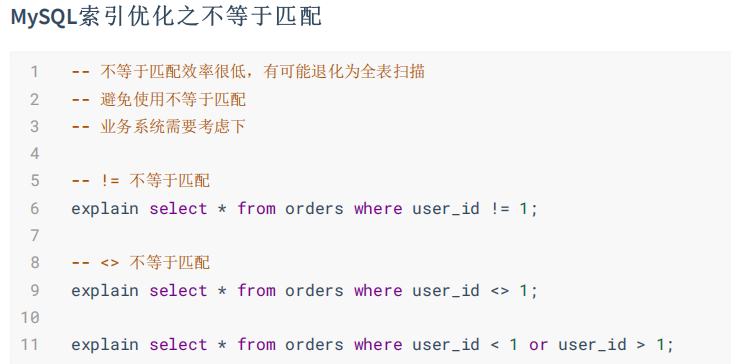 MySQL索引优化之不等于匹配
1 -- 不等于匹配效率很低，有可能退化为全表扫描
2 -- 避免使用不等于匹配
3 -- 业务系统需要考虑下
4
5 -- != 不等于匹配
6 explain select * from orders where user_id != 1;
7
8 -- <> 不等于匹配
9 explain select * from orders where user_id <> 1;
10
11 explain select * from orders where user_id < 1 or user_id > 1;